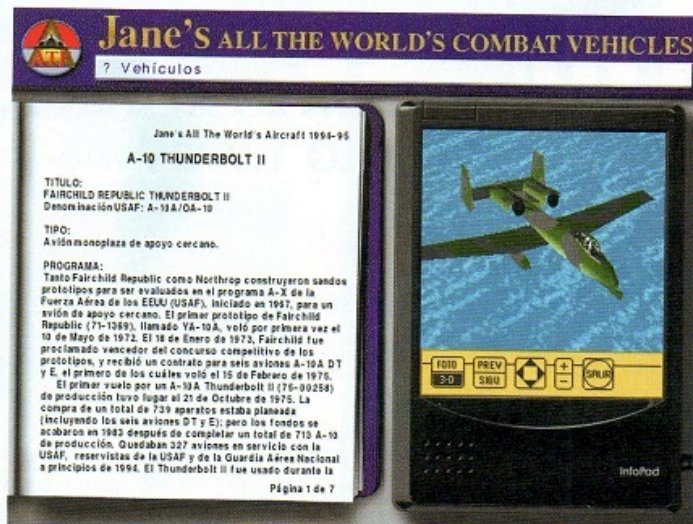 ATF
Jane's ALL THE WORLD'S COMBAT VEHICLES
? Vehículos
Jane's All The World's Aircraft 1994-95
A-10 THUNDERBOLT II
TITULO:
FAIRCHILD REPUBLIC THUNDERBOLT II
Denominación USAF: A-10A/OA-10
TIPO:
Avión monoplaza de apoyo cercano.
PROGRAMA:
Tanto Fairchild Republic como Northrop construyeron sendos
prototipos para ser evaluados en el programa A-X de la
Fuerza Aérea de los EEUU (USAF), iniciado en 1967, para un
avión de apoyo cercano. El primer prototipo de Fairchild
Republic (71-1369), llamado YA-10A, voló por primera vez el
10 de Mayo de 1972. El 18 de Enero de 1973, Fairchild fue
proclamado vencedor del concurso competitivo de los
prototipos, y recibió un contrato para seis aviones A-10A DT
y E, el primero de los cuáles voló el 15 de Febrero de 1975.
El primer vuelo por un A-10A Thunderbolt II (75-00258)
de producción tuvo lugar el 21 de Octubre de 1975. La
compra de un total de 739 aparatos estaba planeada
(incluyendo los seis aviones DT y E); pero los fondos se
acabaron en 1983 después de completar un total de 713 A-10
de producción. Quedaban 327 aviones en servicio con la
USAF, reservistas de la USAF y de la Guardia Aérea Nacional
a principios de 1994. El Thunderbolt II fue usado durante la
Página 1 de 7
FOTO PREV + SALIR
3-D SIGU −
InfoPod